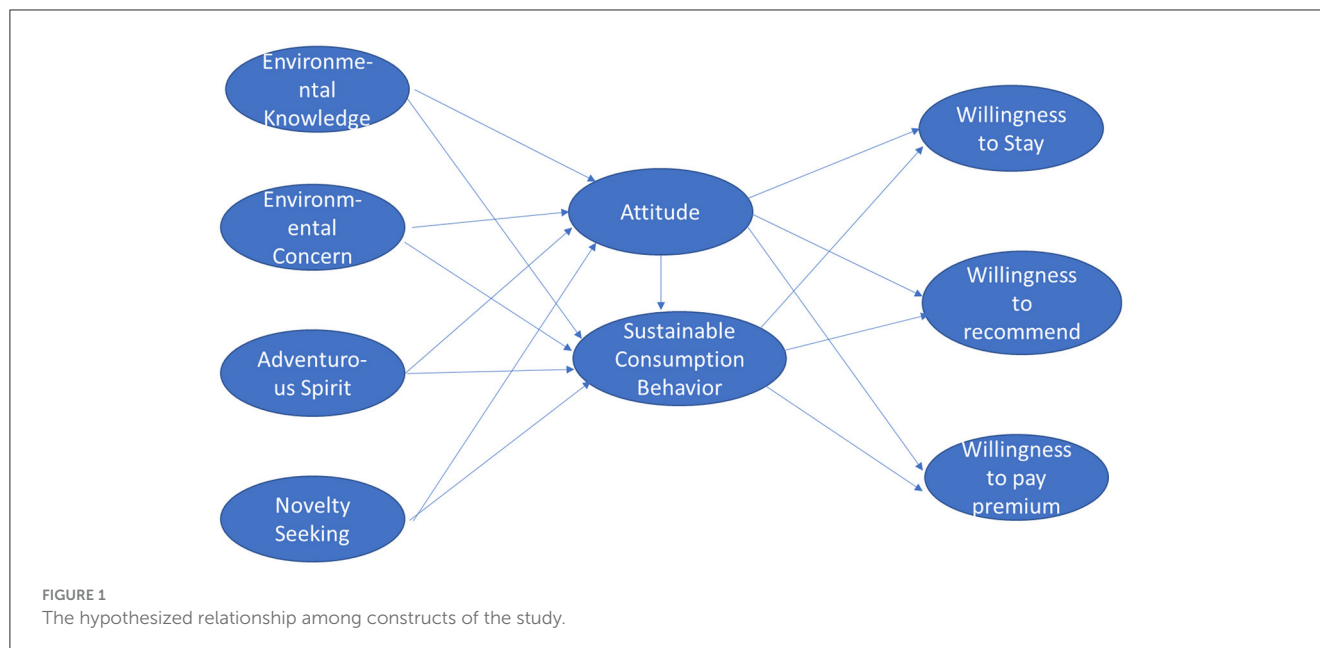 Environme-
ntal
Knowledge
Environm-
ental
Concern
Adventuro-
us Spirit
Novelty
Seeking
Attitude
Sustainable
Consumption
Behavior
Willingness
to Stay
Willingness
to
recommend
Willingness
to pay
premium
FIGURE 1
The hypothesized relationship among constructs of the study.